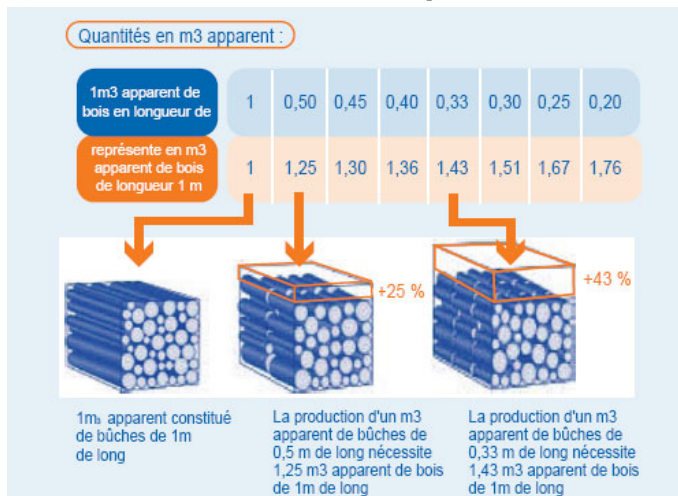 Quantités en m3 apparent :
1m3 apparent de
bois en longueur de
1 0,50 0,45 0,40 0,33 0,30 0,25 0,20
représente en m3
apparent de bois
de longueur 1 m
1 1,25 1,30 1,36 1,43 1,51 1,67 1,76
+25 %
+43 %
1m₃ apparent constitué
de bûches de 1m
de long
La production d'un m3
apparent de bûches de
0,5 m de long nécessite
1,25 m3 apparent de bois
de 1m de long
La production d'un m3
apparent de bûches de
0,33 m de long nécessite
1,43 m3 apparent de bois
de 1m de long